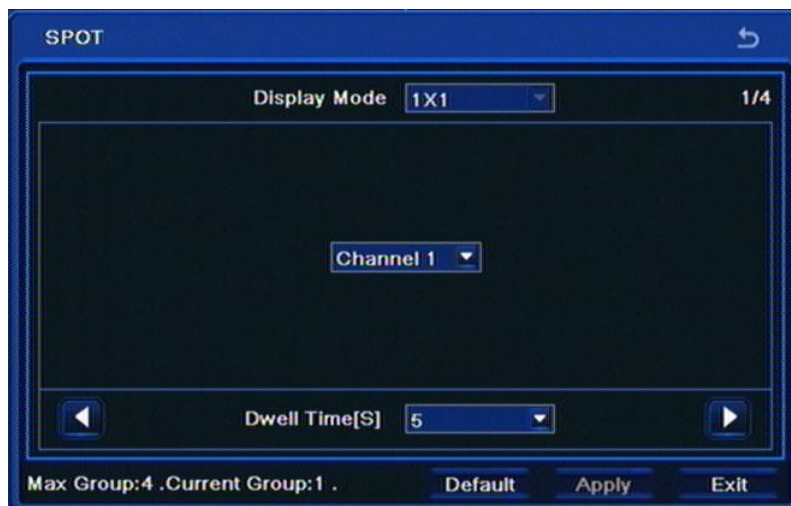 SPOT
Display Mode 1X1 1/4
Channel 1
Dwell Time[S] 5
Max Group:4 .Current Group:1 . Default Apply Exit